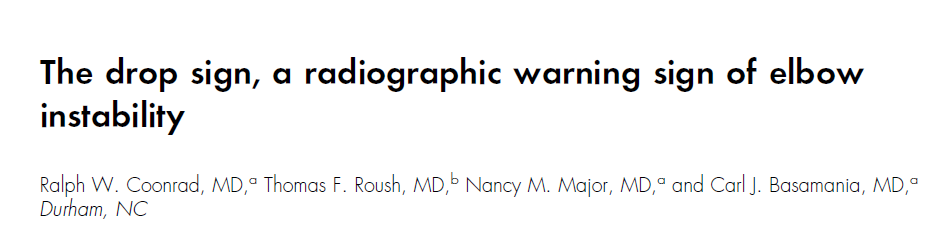 The drop sign, a radiographic warning sign of elbow
instability
Ralph W. Coonrad, MD,ᵃ Thomas F. Roush, MD,ᵇ Nancy M. Major, MD,ᵃ and Carl J. Basamania, MD,ᵃ
Durham, NC